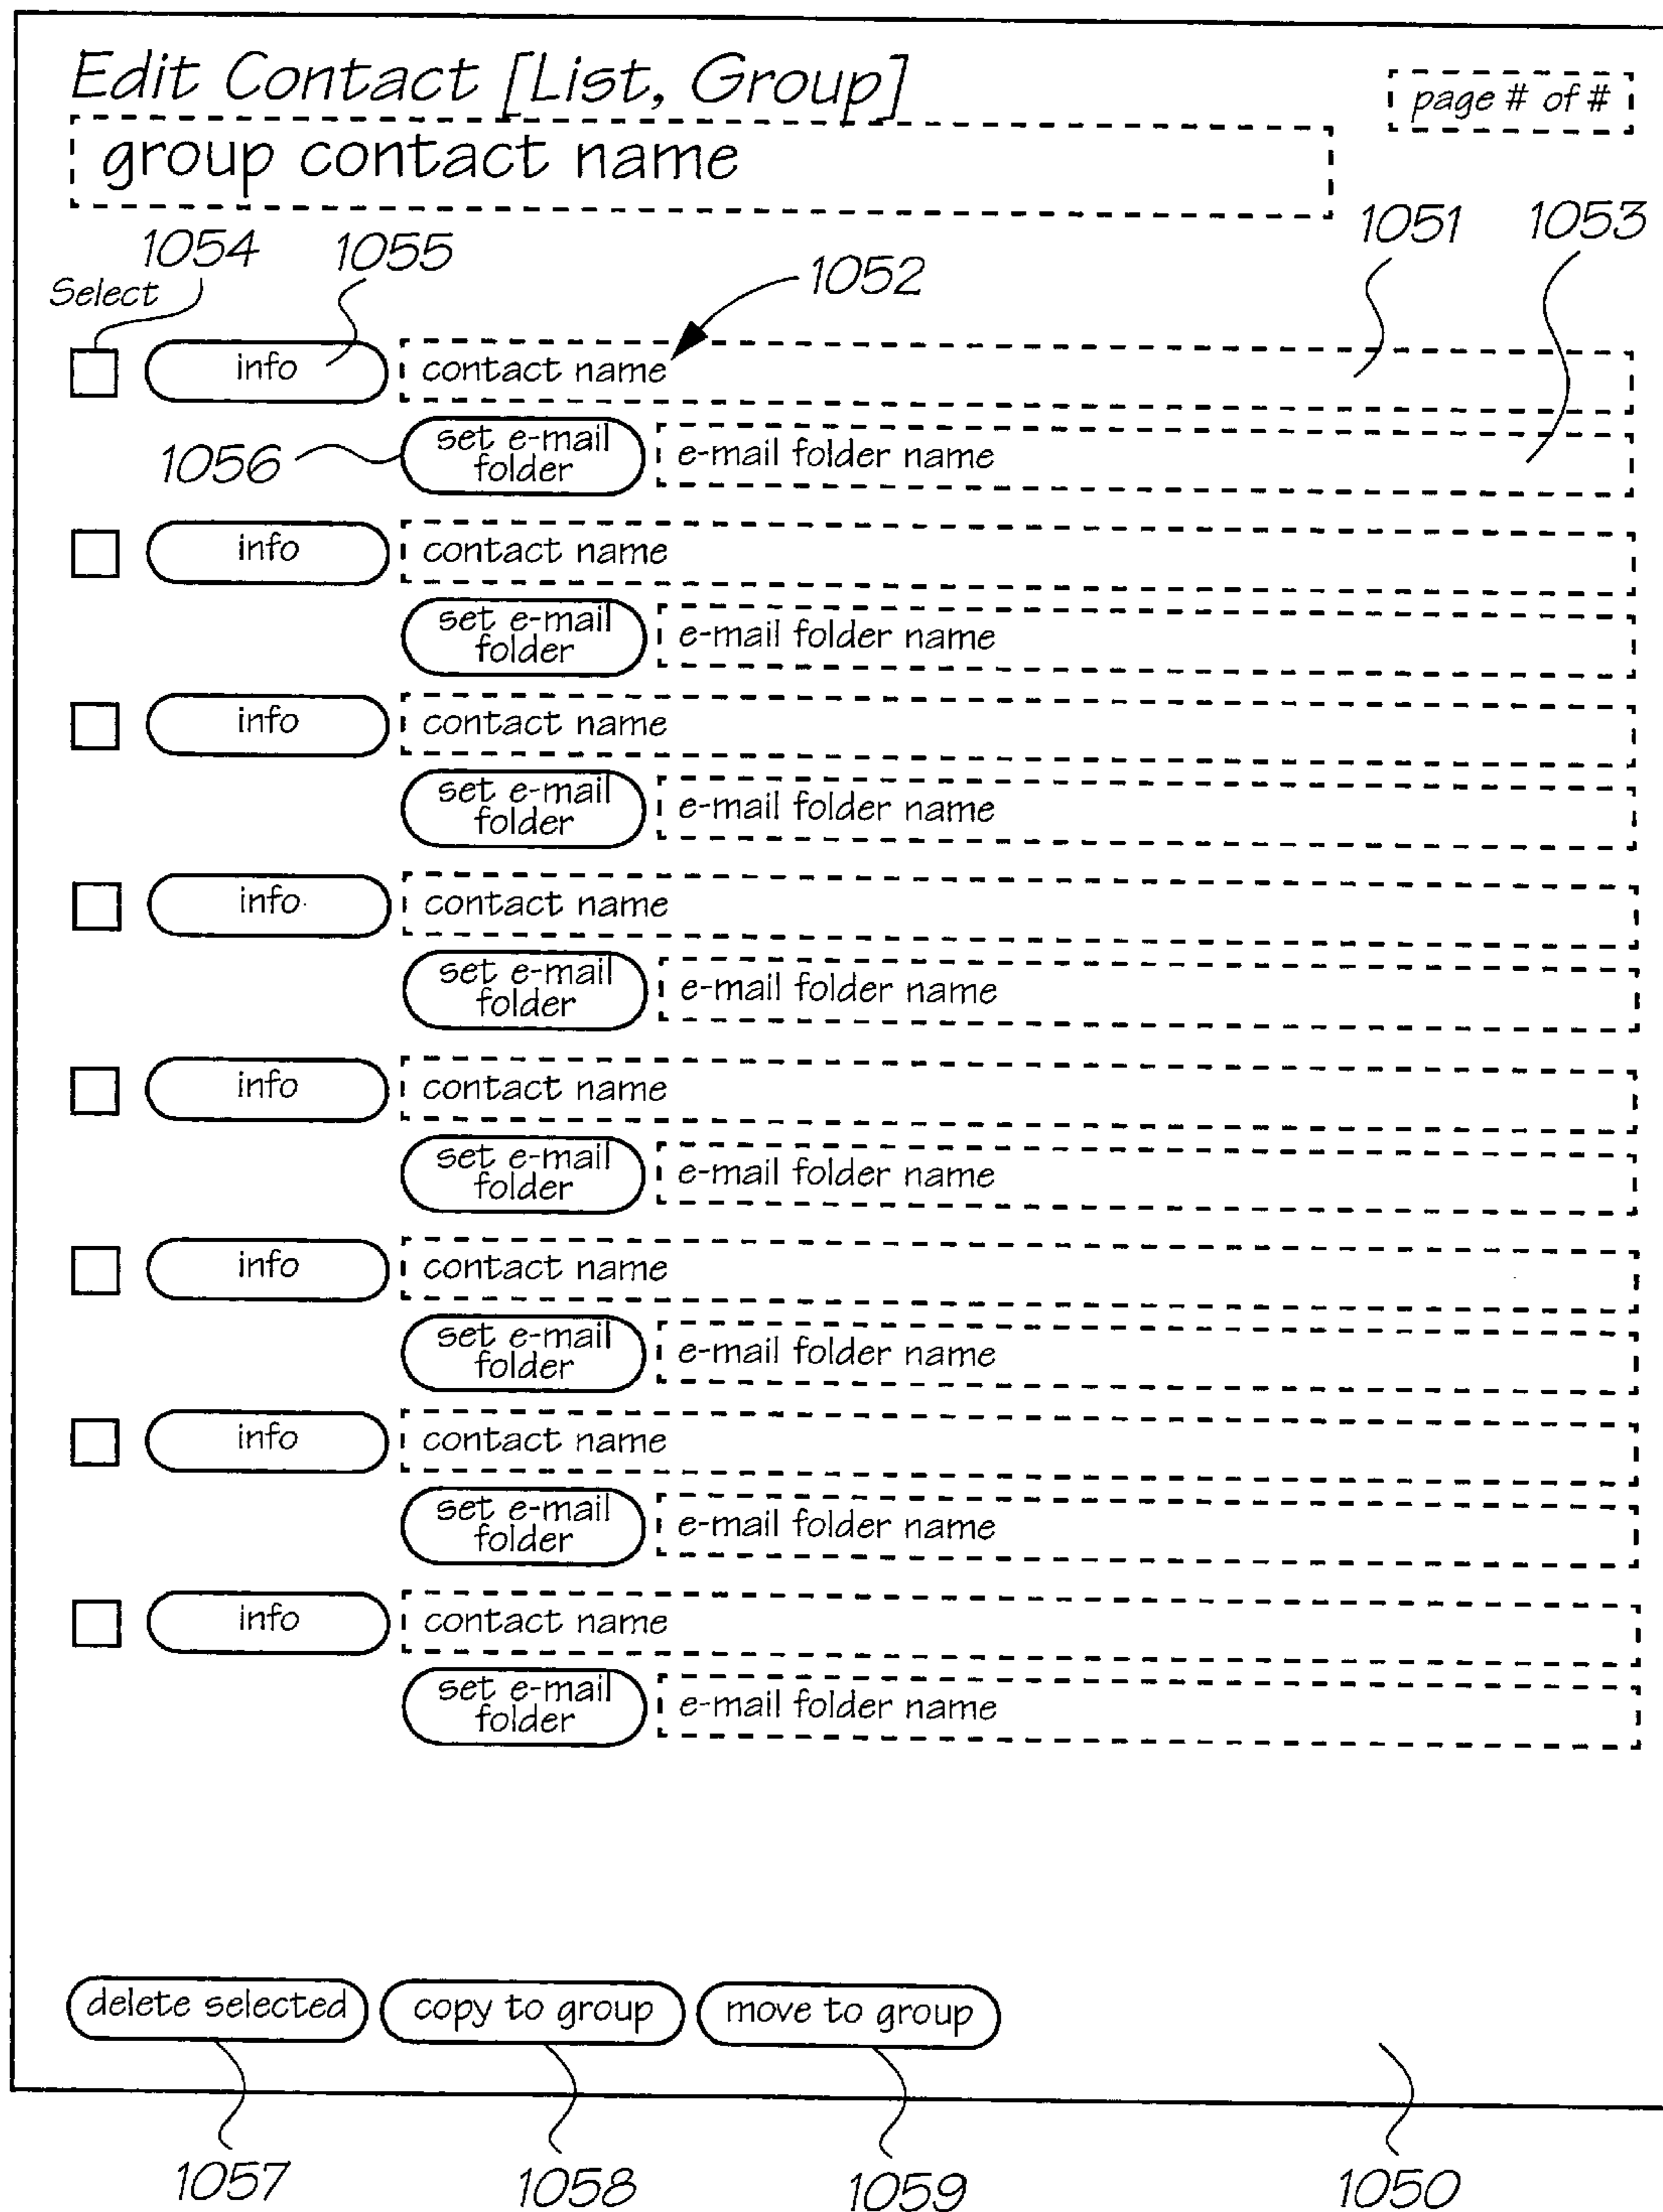 Edit Contact [List, Group]
page # of #
group contact name
1054 1055 1052 1051 1053
Select
info contact name
1056 set e-mail folder e-mail folder name
info contact name
set e-mail folder e-mail folder name
info contact name
set e-mail folder e-mail folder name
info contact name
set e-mail folder e-mail folder name
info contact name
set e-mail folder e-mail folder name
info contact name
set e-mail folder e-mail folder name
info contact name
set e-mail folder e-mail folder name
info contact name
set e-mail folder e-mail folder name
delete selected copy to group move to group
1057 1058 1059 1050